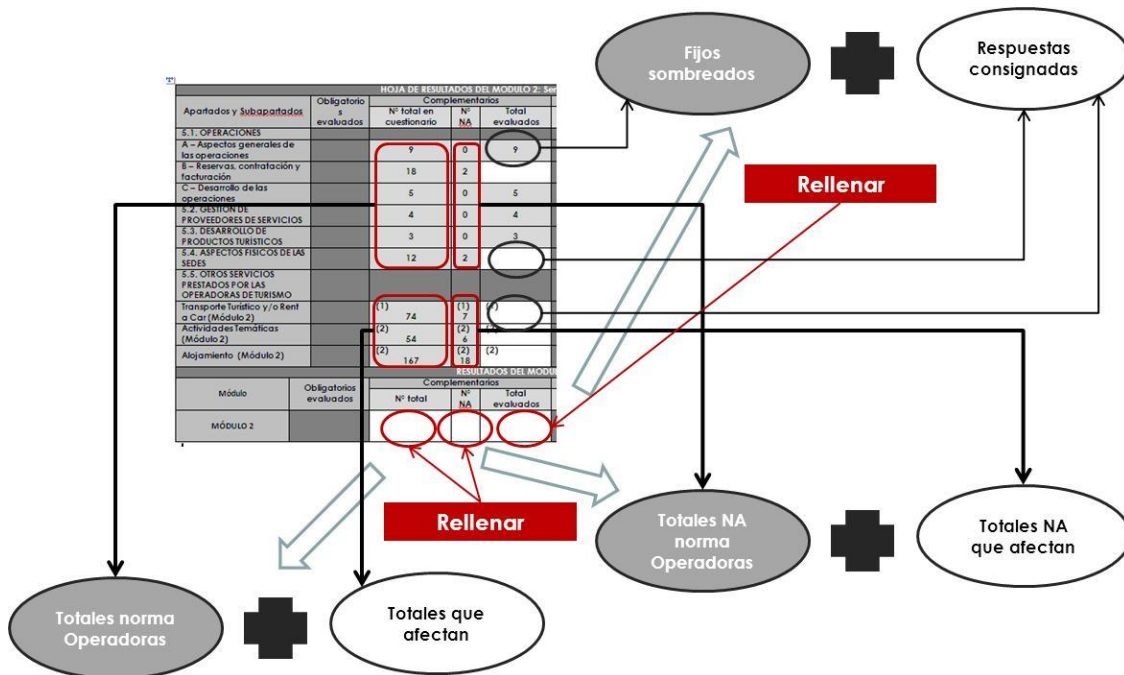 Fijos
sombreados
Respuestas
consignadas
HOJA DE RESULTADOS DEL MODULO 2: Ser
Apartados y Subapartados
Obligatorio
s
evaluados
Complementarios
Nº total en
cuestionario
Nº
NA
Total
evaluados
5.1. OPERACIONES
A – Aspectos generales de
las operaciones
9
0
9
B – Reservas, contratación y
facturación
18
2
C – Desarrollo de las
operaciones
5
0
5
5.2. GESTIÓN DE
PROVEEDORES DE SERVICIOS
4
0
4
5.3. DESARROLLO DE
PRODUCTOS TURÍSTICOS
3
0
3
5.4. ASPECTOS FISICOS DE LAS
SEDES
12
2
5.5. OTROS SERVICIOS
PRESTADOS POR LAS
OPERADORAS DE TURISMO
Transporte Turístico y/o Rent
a Car (Módulo 2)
(1)
74
(1)
7
Actividades Temáticas
(Módulo 2)
(2)
54
(2)
6
Alojamiento (Módulo 2)
(2)
167
(2)
18
(2)
RESULTADOS DEL MODU
Módulo
Obligatorios
evaluados
Complementarios
Nº total
Nº
NA
Total
evaluados
MÓDULO 2
Rellenar
Rellenar
Totales NA
norma
Operadoras
Totales NA
que afectan
Totales norma
Operadoras
Totales que
afectan